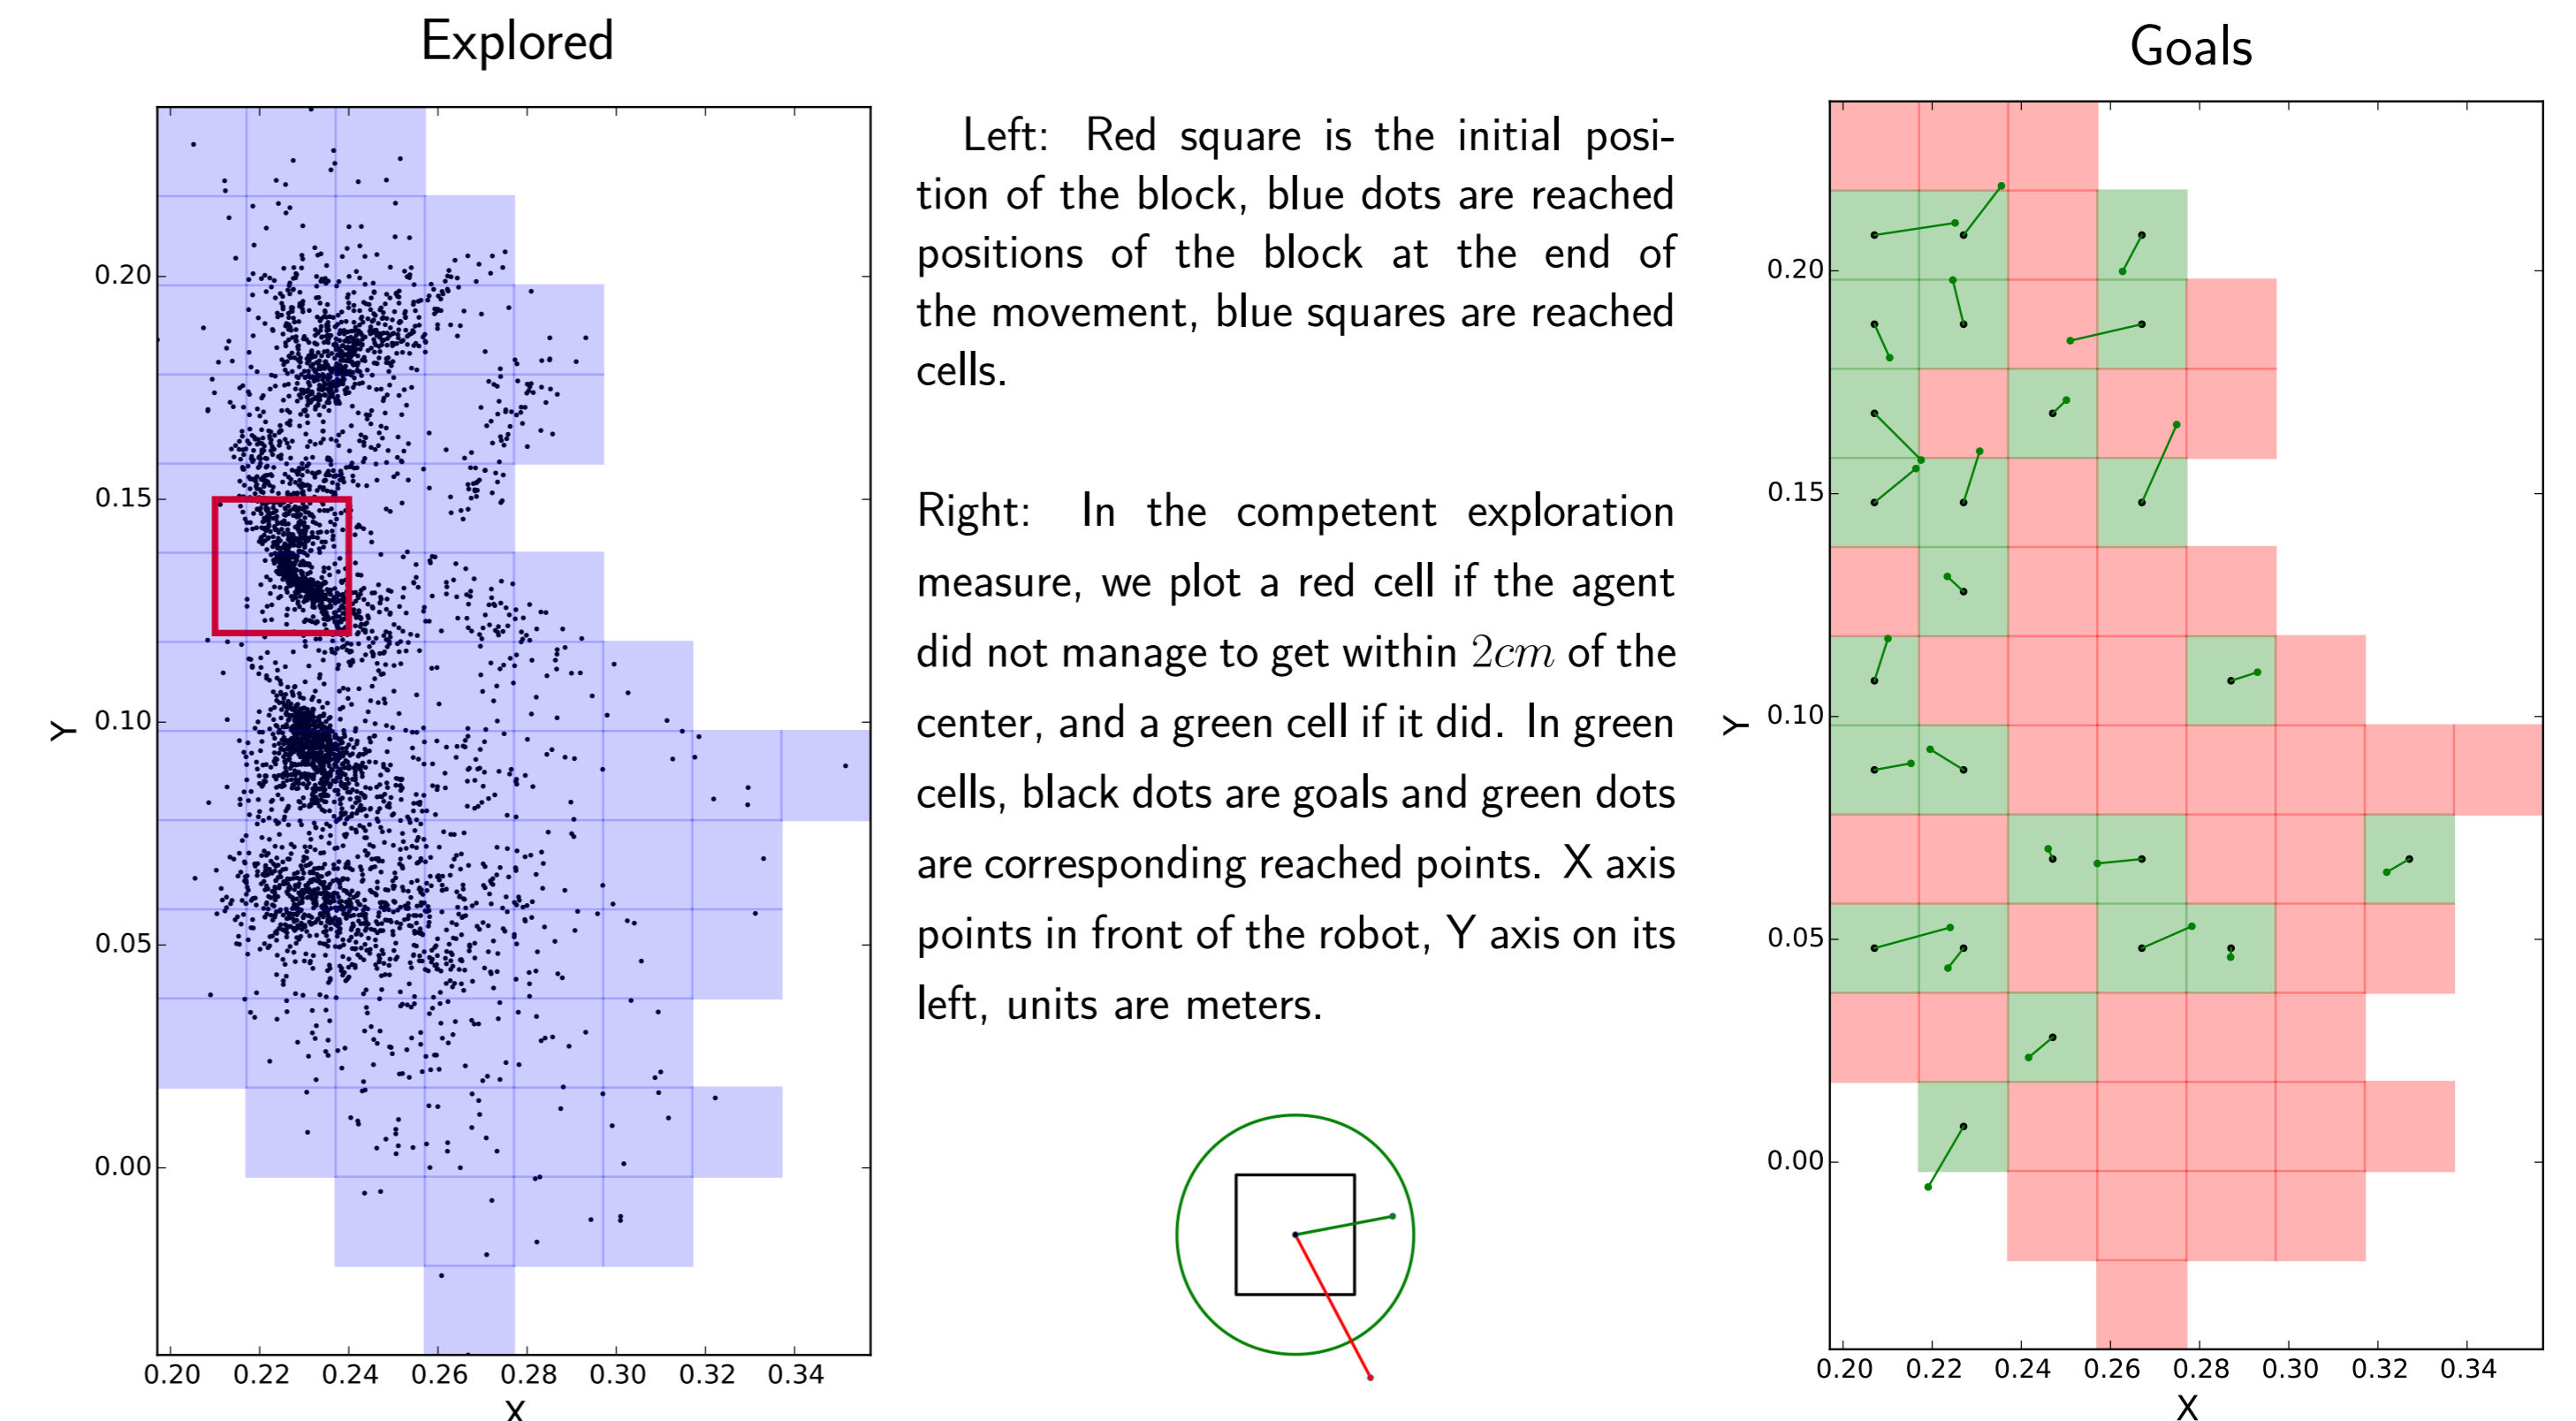 Explored
0.20
0.15
0.10
0.05
0.00
Y
0.20 0.22 0.24 0.26 0.28 0.30 0.32 0.34
X
Left: Red square is the initial posi-
tion of the block, blue dots are reached
positions of the block at the end of
the movement, blue squares are reached
cells.
Right: In the competent exploration
measure, we plot a red cell if the agent
did not manage to get within 2cm of the
center, and a green cell if it did. In green
cells, black dots are goals and green dots
are corresponding reached points. X axis
points in front of the robot, Y axis on its
left, units are meters.
Goals
0.20
0.15
0.10
0.05
0.00
Y
0.20 0.22 0.24 0.26 0.28 0.30 0.32 0.34
X